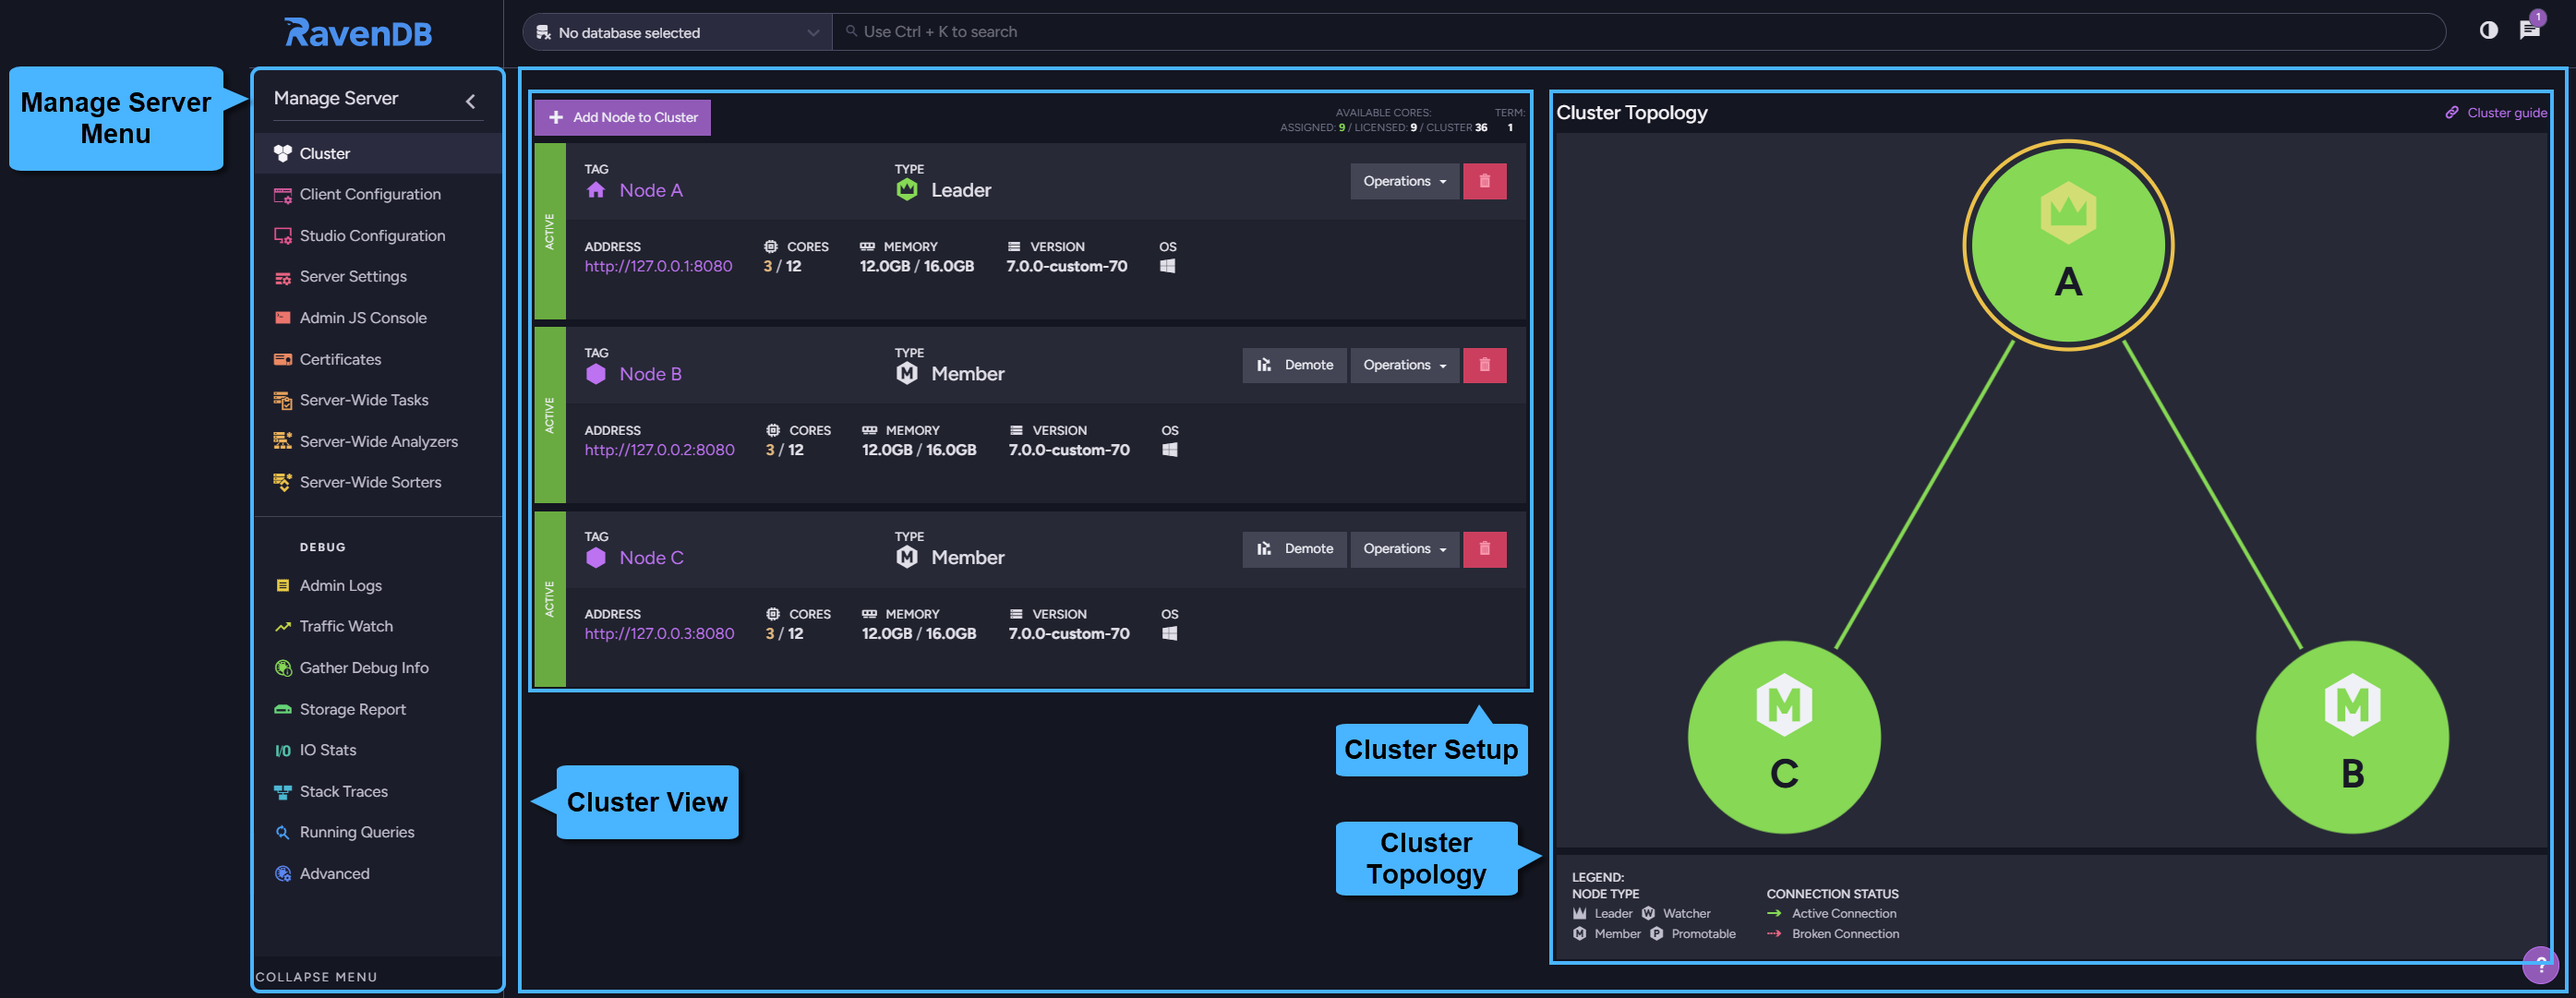 RavenDB
No database selected
Use Ctrl + K to search
1
Manage Server
Menu
Manage Server
Cluster
Client Configuration
Studio Configuration
Server Settings
Admin JS Console
Certificates
Server-Wide Tasks
Server-Wide Analyzers
Server-Wide Sorters
DEBUG
Admin Logs
Traffic Watch
Gather Debug Info
Storage Report
I/O IO Stats
Stack Traces
Running Queries
Advanced
COLLAPSE MENU
Add Node to Cluster
AVAILABLE CORES: TERM:
ASSIGNED: 9 / LICENSED: 9 / CLUSTER 36 1
ACTIVE
TAG TYPE
Node A Leader
Operations
ADDRESS CORES MEMORY VERSION OS
http://127.0.0.1:8080 3 / 12 12.0GB / 16.0GB 7.0.0-custom-70
ACTIVE
TAG TYPE
Node B M Member
Demote Operations
ADDRESS CORES MEMORY VERSION OS
http://127.0.0.2:8080 3 / 12 12.0GB / 16.0GB 7.0.0-custom-70
ACTIVE
TAG TYPE
Node C M Member
Demote Operations
ADDRESS CORES MEMORY VERSION OS
http://127.0.0.3:8080 3 / 12 12.0GB / 16.0GB 7.0.0-custom-70
Cluster Setup
Cluster View
Cluster
Topology
Cluster Topology
Cluster guide
A
M
C
M
B
LEGEND:
NODE TYPE CONNECTION STATUS
Leader W Watcher Active Connection
M Member P Promotable Broken Connection
?